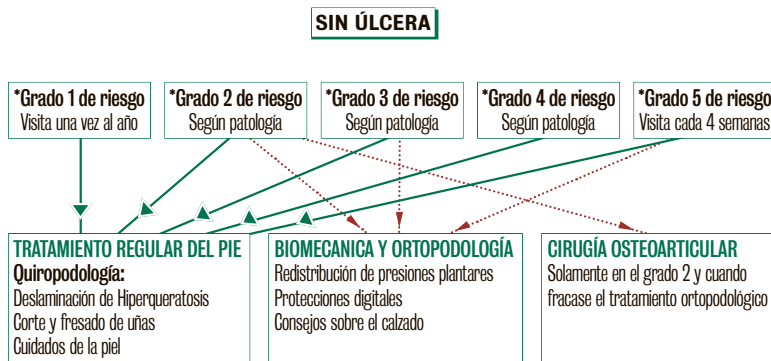 SIN ÚLCERA
*Grado 1 de riesgo
Visita una vez al año
*Grado 2 de riesgo
Según patología
*Grado 3 de riesgo
Según patología
*Grado 4 de riesgo
Según patología
*Grado 5 de riesgo
Visita cada 4 semanas
TRATAMIENTO REGULAR DEL PIE
Quiropodología:
Deslaminación de Hiperqueratosis
Corte y fresado de uñas
Cuidados de la piel
BIOMECANICA Y ORTOPODOLOGÍA
Redistribución de presiones plantares
Protecciones digitales
Consejos sobre el calzado
CIRUGÍA OSTEOARTICULAR
Solamente en el grado 2 y cuando
fracase el tratamiento ortopodológico